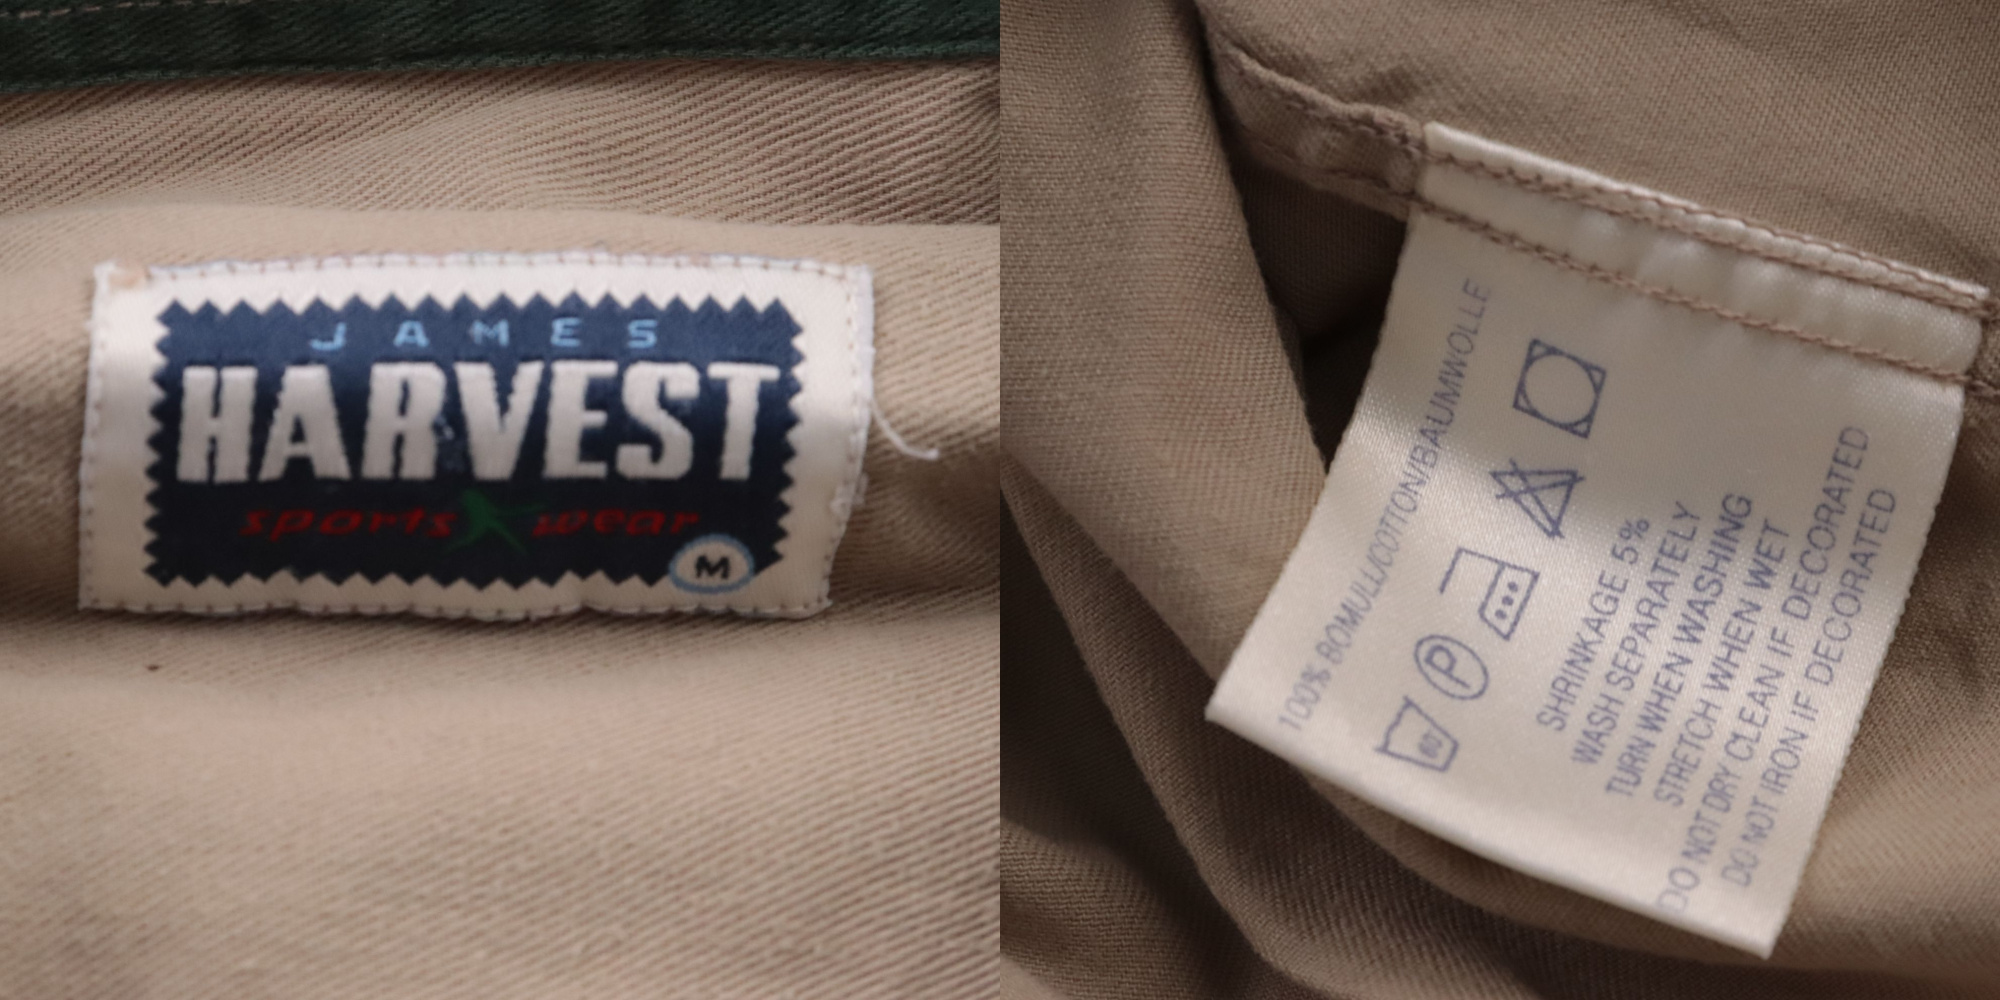 JAMES
HARVEST
sports wear
M
100% BOMULL/COTTON/BAUMWOLLE
60
P
SHRINKAGE 5%
WASH SEPARATELY
TURN WHEN WASHING
STRETCH WHEN WET
DO NOT DRY CLEAN IF DECORATED
DO NOT IRON IF DECORATED